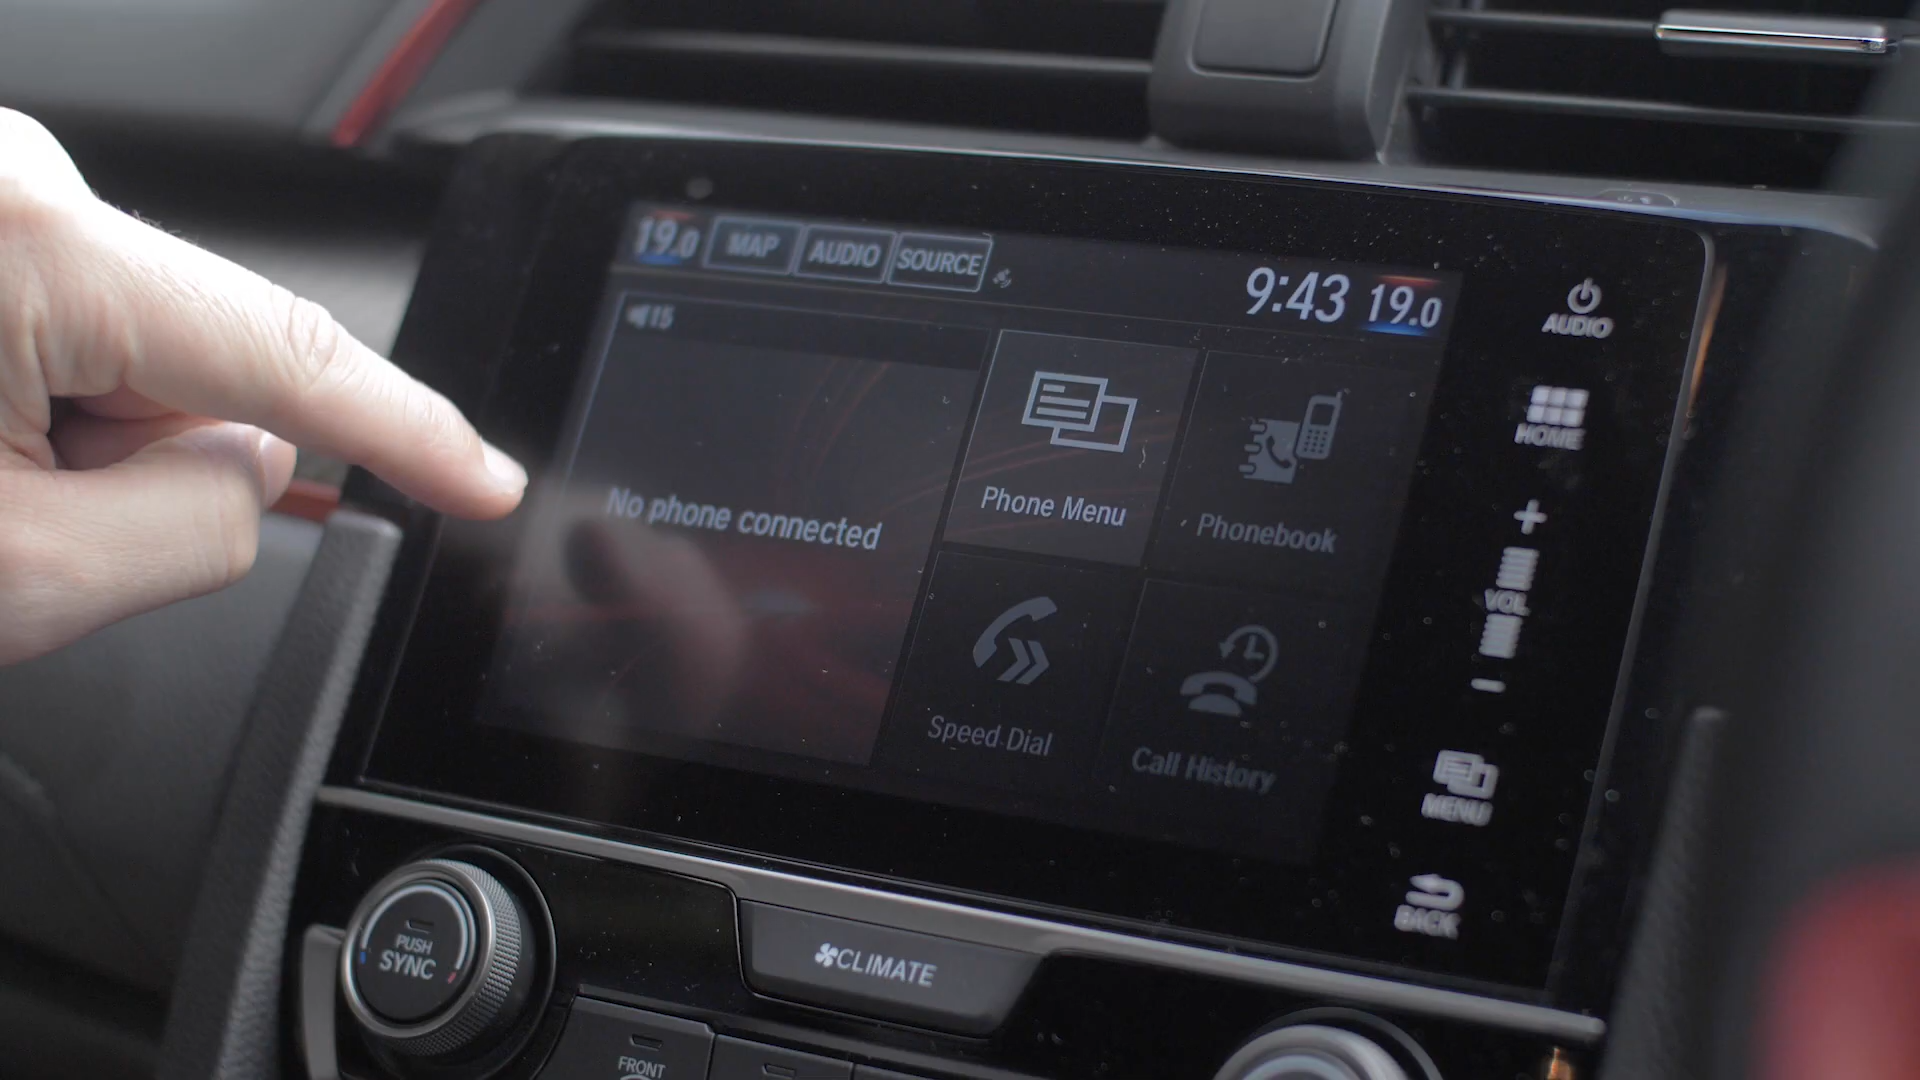 19.0 MAP AUDIO SOURCE 9:43 19.0
AUDIO
15
HOME
No phone connected
Phone Menu
Phonebook
+
VOL
-
Speed Dial
Call History
MENU
BACK
PUSH
SYNC
CLIMATE
FRONT